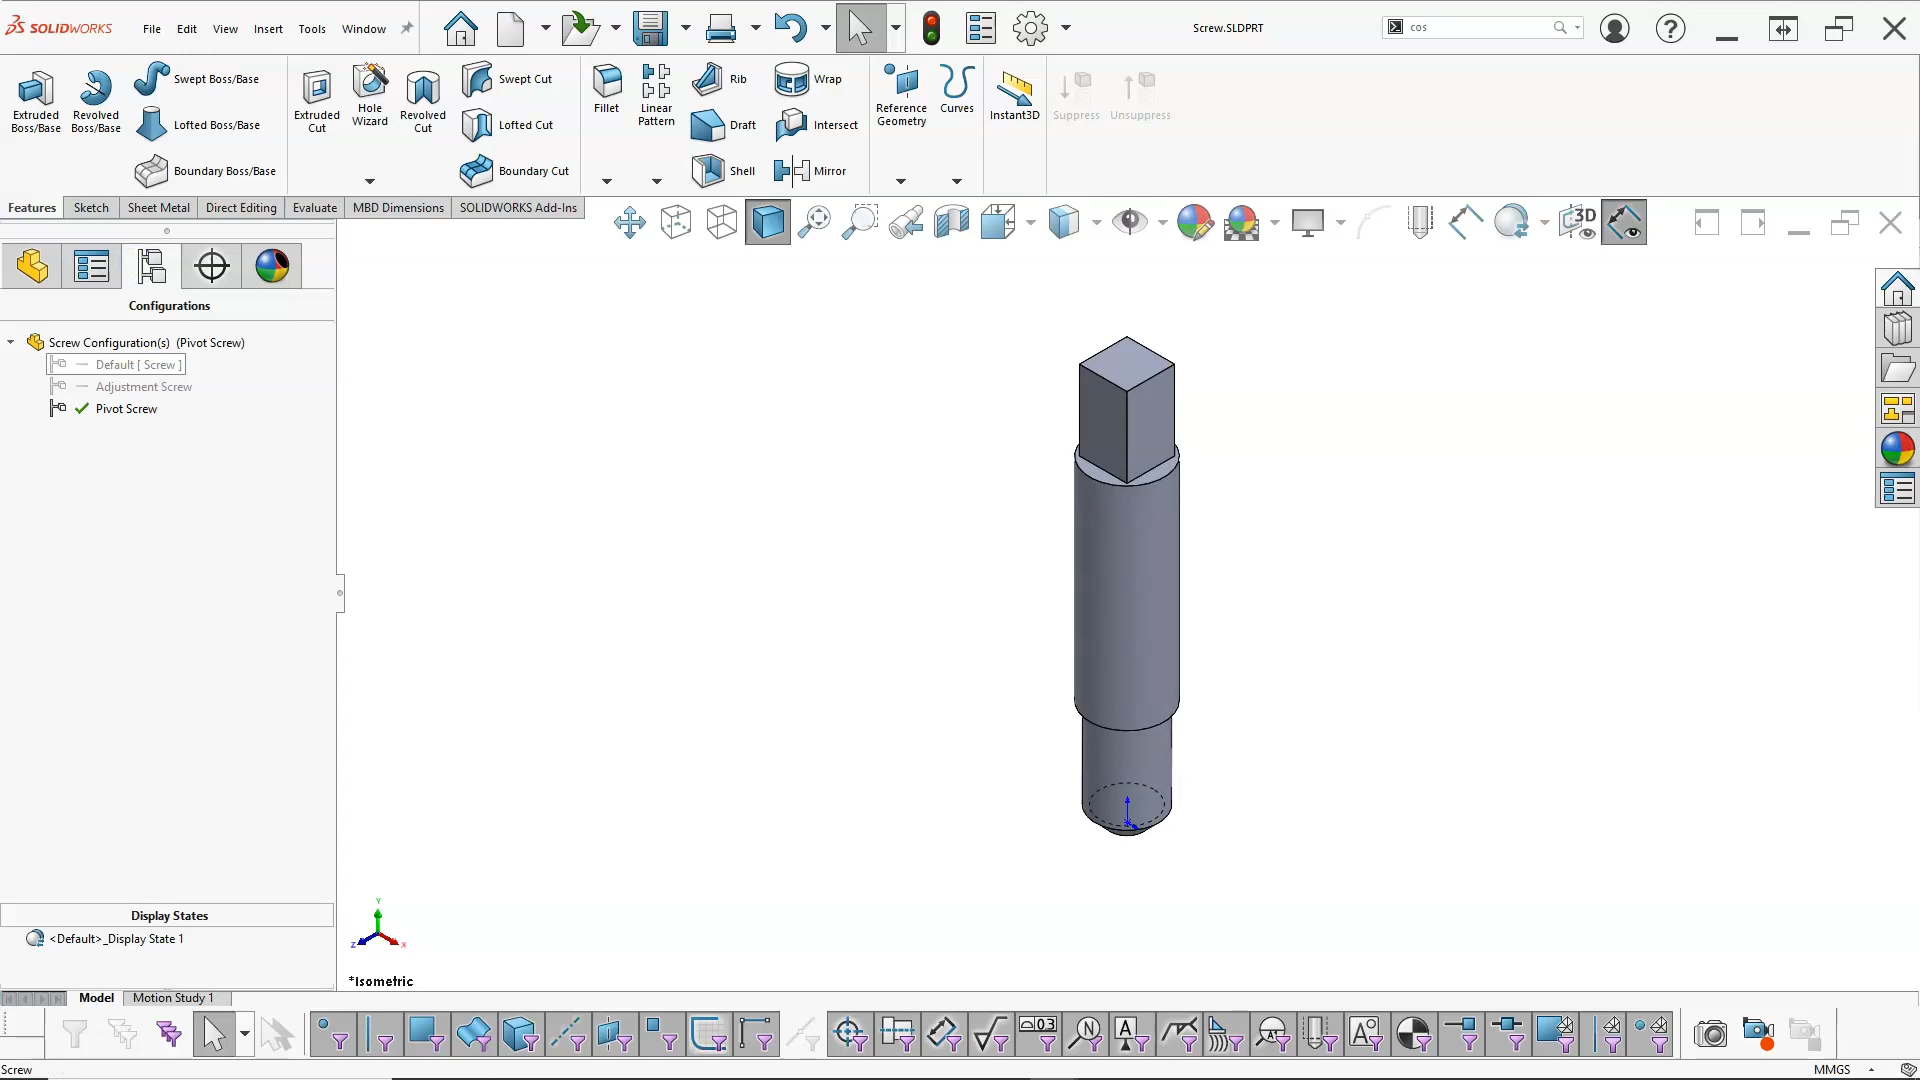 SOLIDWORKS File Edit View Insert Tools Window Screw.SLDPRT cos
Extruded Boss/Base
Revolved Boss/Base
Swept Boss/Base
Lofted Boss/Base
Boundary Boss/Base
Extruded Cut
Hole Wizard
Revolved Cut
Swept Cut
Lofted Cut
Boundary Cut
Fillet
Linear Pattern
Rib
Draft
Shell
Wrap
Intersect
Mirror
Reference Geometry
Curves
Instant3D
Suppress
Unsuppress
Features Sketch Sheet Metal Direct Editing Evaluate MBD Dimensions SOLIDWORKS Add-Ins
3D
Configurations
Screw Configuration(s) (Pivot Screw)
Default [ Screw ]
Adjustment Screw
Pivot Screw
Display States
<Default>_Display State 1
Y
Z X
*Isometric
Model Motion Study 1
0.3 N A A A
Screw MMGS